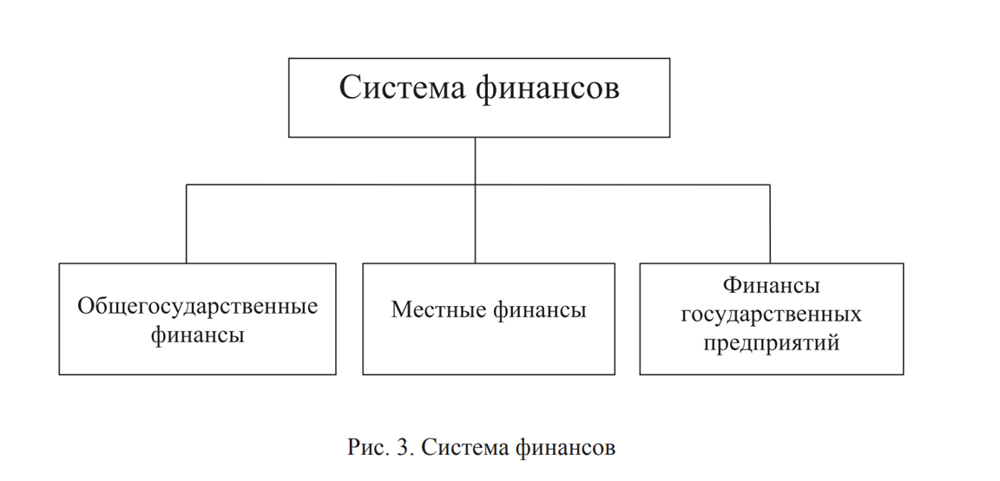 Система финансов
Общегосударственные
финансы
Местные финансы
Финансы
государственных
предприятий
Рис. 3. Система финансов